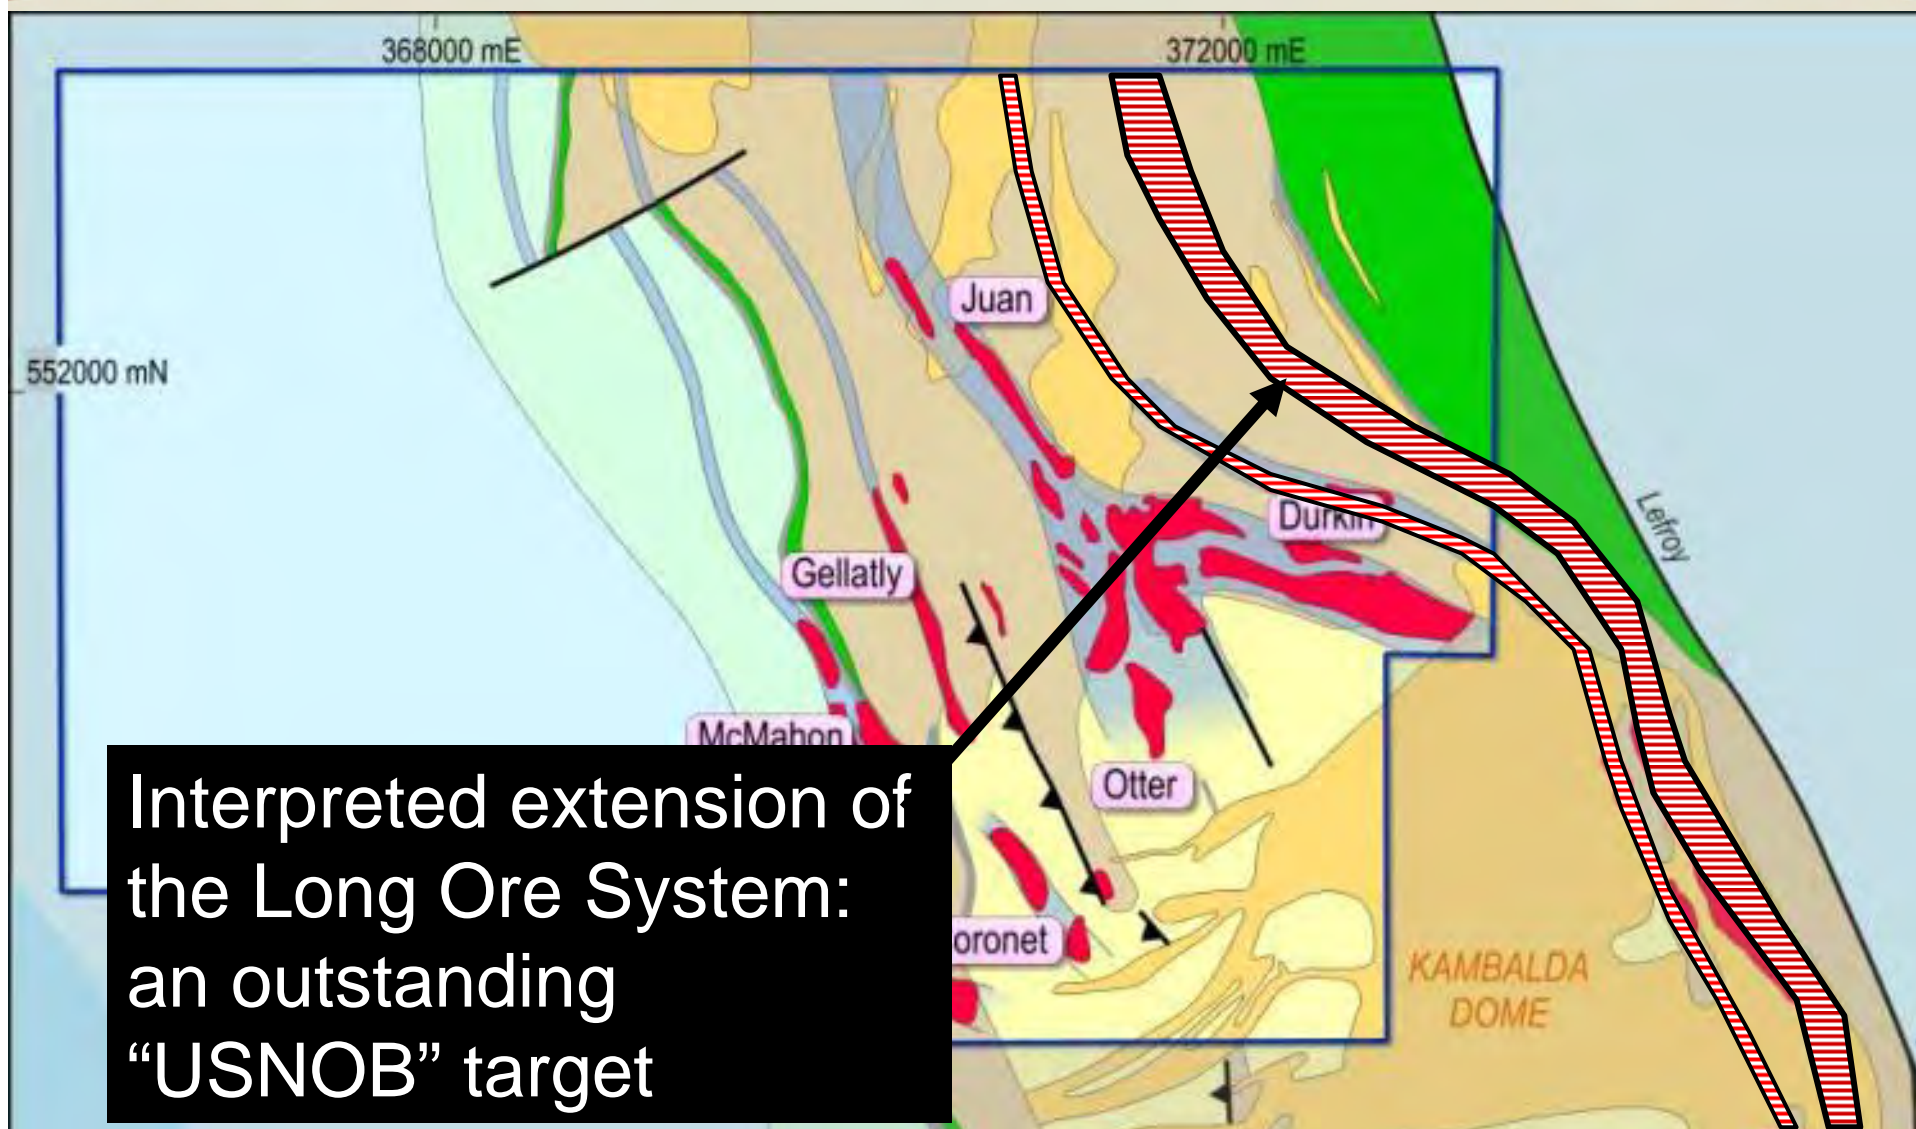 368000 mE
372000 mE
Juan
552000 mN
Lefroy
Durkin
Gellatly
McMahon
Otter
Interpreted extension of
the Long Ore System:
an outstanding
“USNOB” target
oronet
KAMBALDA
DOME